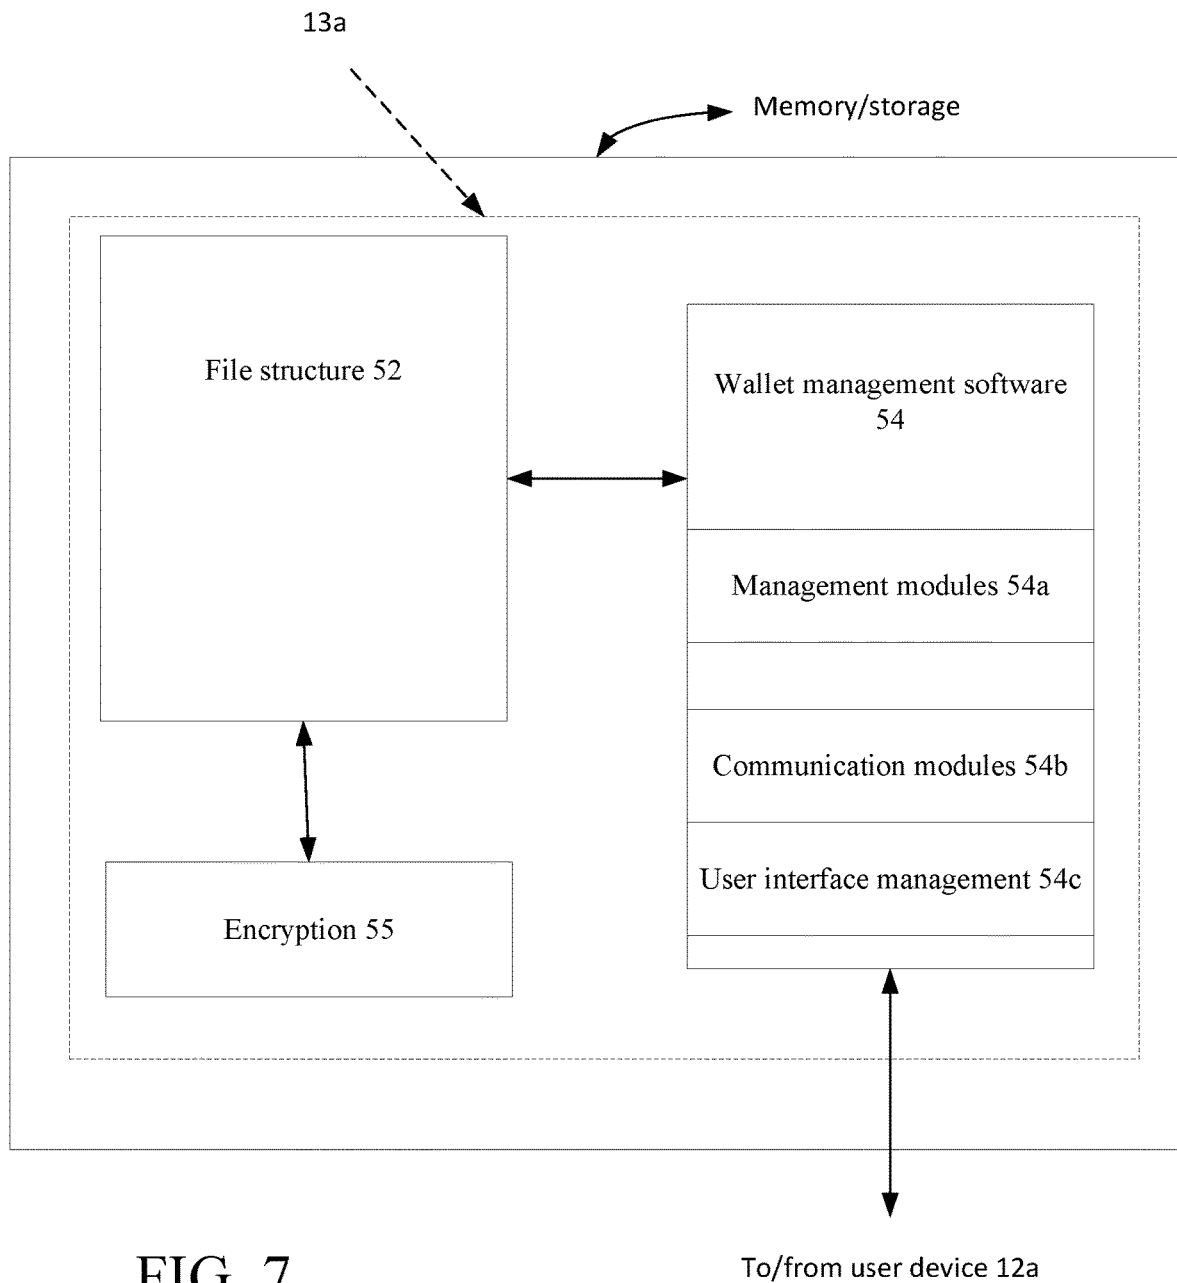 13a
Memory/storage
File structure 52
Wallet management software
54
Management modules 54a
Communication modules 54b
User interface management 54c
Encryption 55
To/from user device 12a
FIG. 7